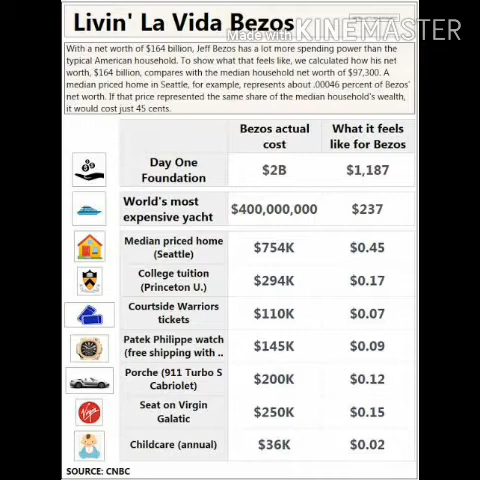 Livin' La Vida Bezos
Made with KINEMASTER
With a net worth of $164 billion, Jeff Bezos has a lot more spending power than the
typical American household. To show what that feels like, we calculated how his net
worth, $164 billion, compares with the median household net worth of $97,300. A
median priced home in Seattle, for example, represents about .00046 percent of Bezos'
net worth. If that price represented the same share of the median household's wealth,
it would cost just 45 cents.
Bezos actual cost What it feels like for Bezos
Day One Foundation $2B $1,187
World's most expensive yacht $400,000,000 $237
Median priced home (Seattle) $754K $0.45
College tuition (Princeton U.) $294K $0.17
Courtside Warriors tickets $110K $0.07
Patek Philippe watch (free shipping with .. $145K $0.09
Porche (911 Turbo S Cabriolet) $200K $0.12
Virgin
Seat on Virgin Galatic $250K $0.15
Childcare (annual) $36K $0.02
SOURCE: CNBC